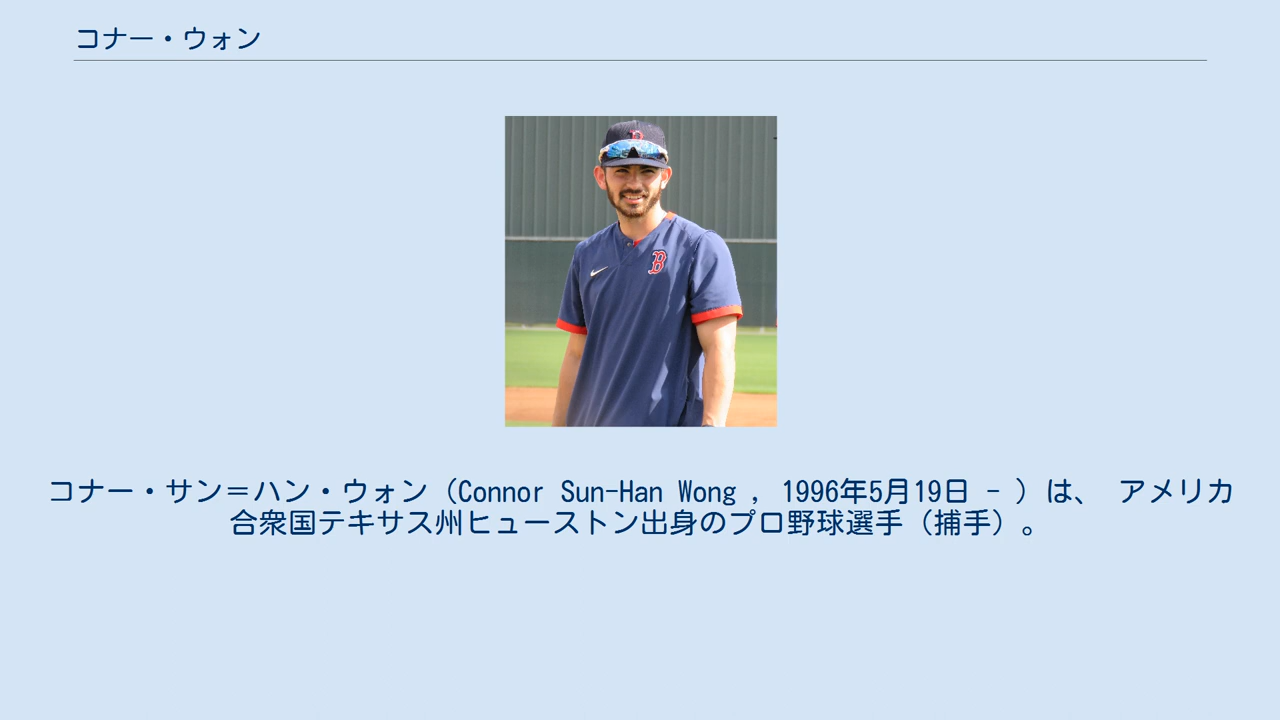 コナー・ウォン
B
B
コナー・サン＝ハン・ウォン（Connor Sun-Han Wong , 1996年5月19日 - ）は、 アメリカ
合衆国テキサス州ヒューストン出身のプロ野球選手（捕手）。